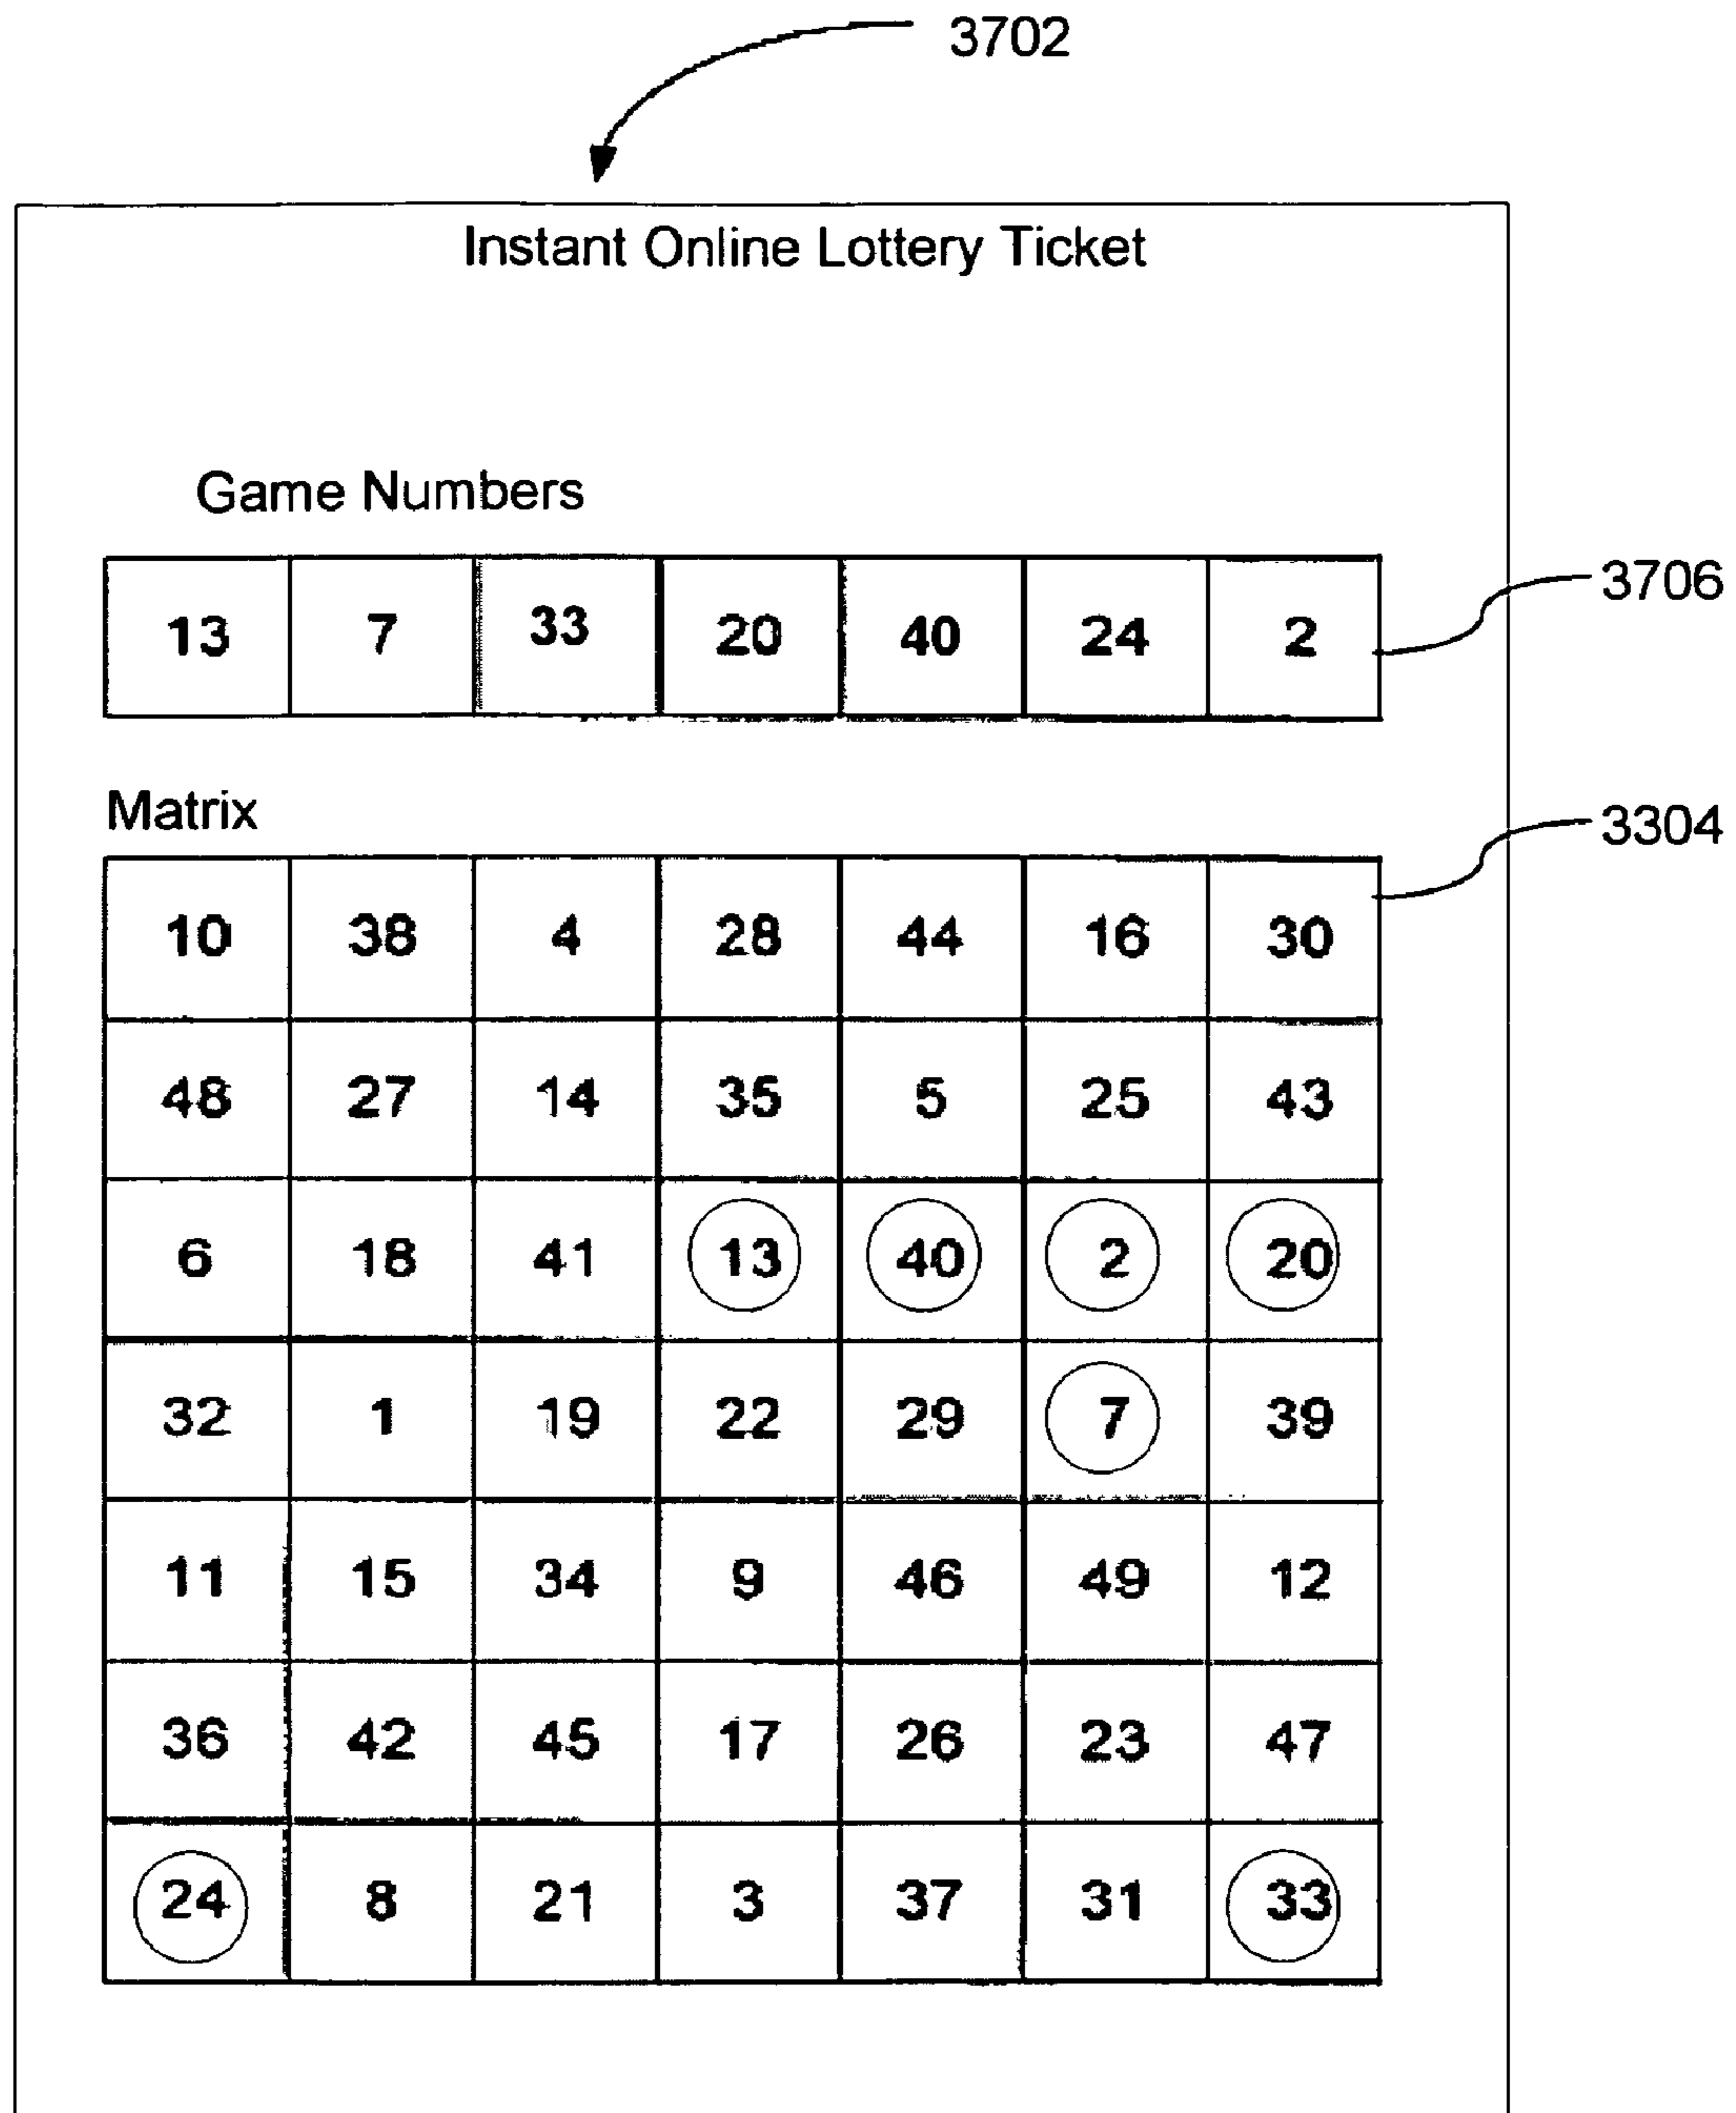 3702
Instant Online Lottery Ticket
Game Numbers
13 7 33 20 40 24 2
3706
Matrix
3304
10 38 4 28 44 16 30
48 27 14 35 5 25 43
6 18 41 13 40 2 20
32 1 19 22 29 7 39
11 15 34 9 46 49 12
36 42 45 17 26 23 47
24 8 21 3 37 31 33